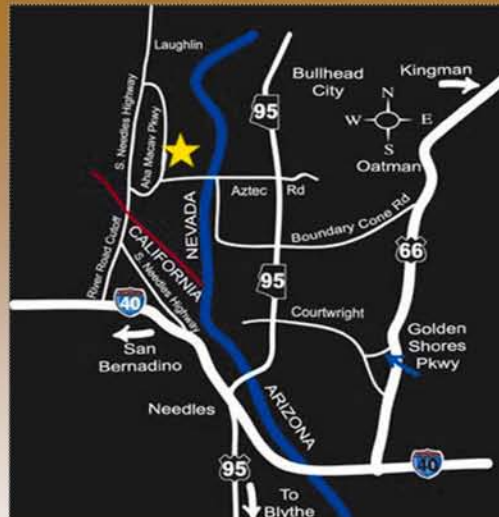 Laughlin
S. Needles Highway
Aha Macav Pkwy
95
Bullhead
City
Kingman
N
W
E
S
Oatman
Aztec
Rd
NEVADA
CALIFORNIA
Boundary Cone Rd
66
River Road Cutoff
S. Needles Highway
40
95
Courtwright
San
Bernadino
Golden
Shores
Pkwy
Needles
ARIZONA
95
40
To
Blythe